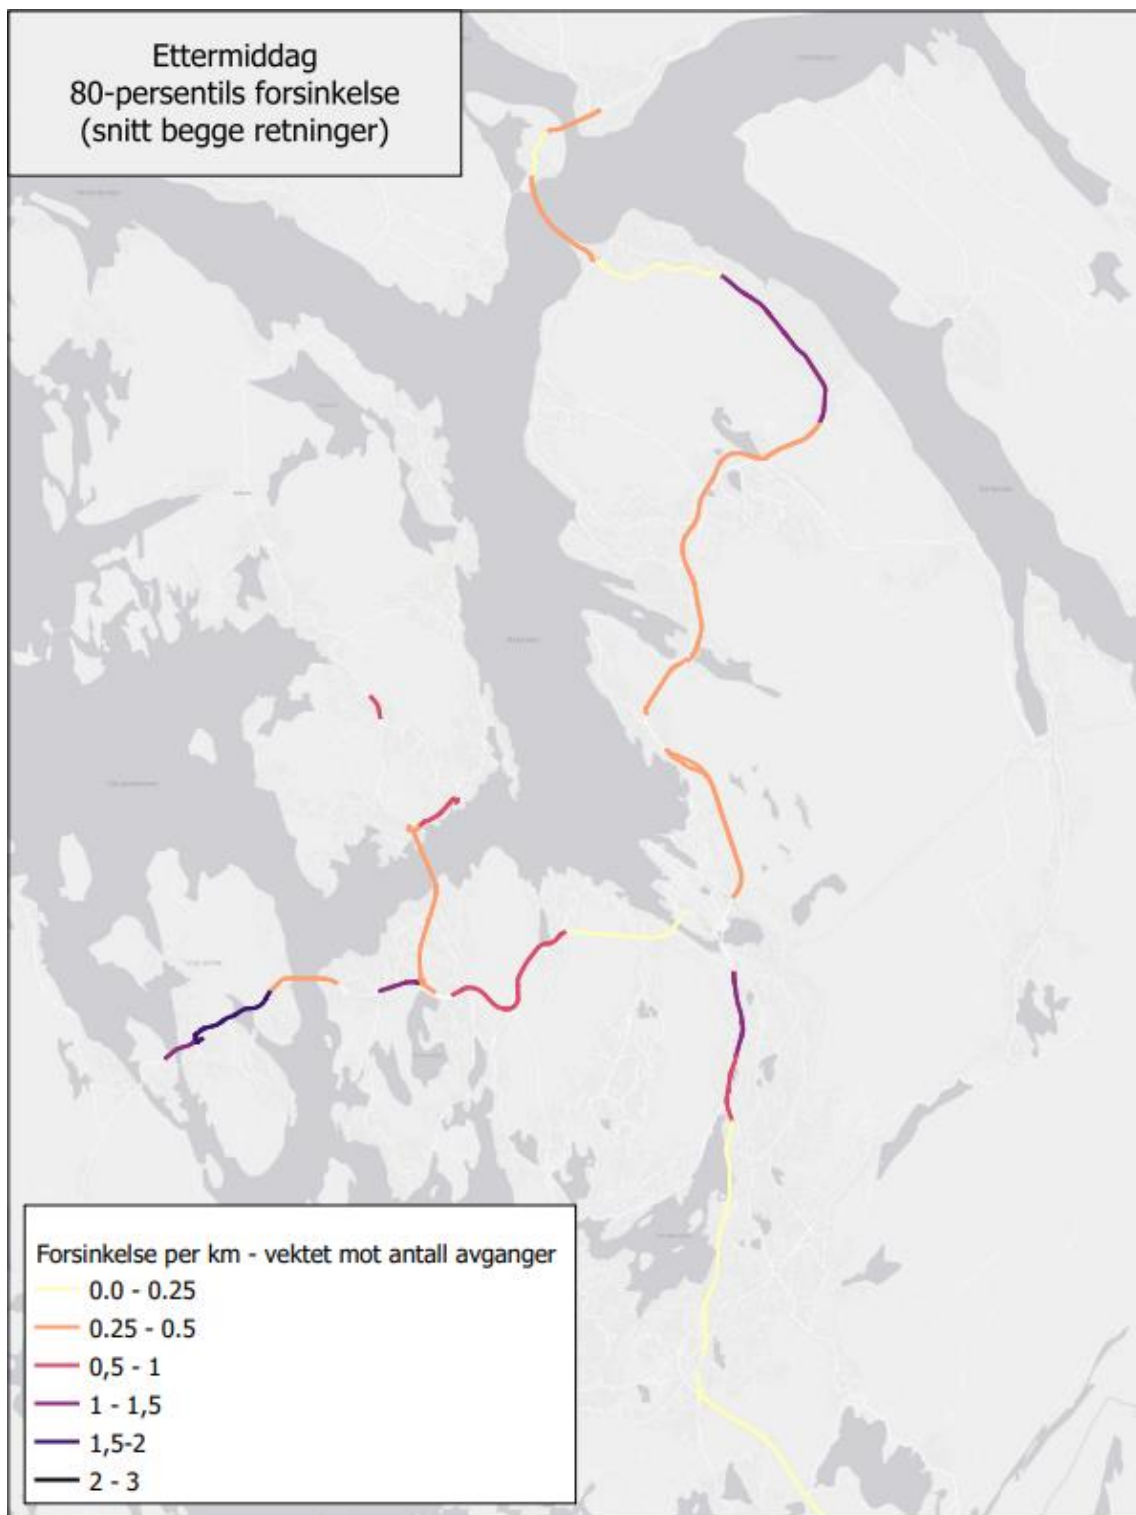 Ettermiddag
80-persentils forsinkelse
(snitt begge retninger)
Forsinkelse per km - vektet mot antall avganger
0.0 - 0.25
0.25 - 0.5
0,5 - 1
1 - 1,5
1,5-2
2 - 3